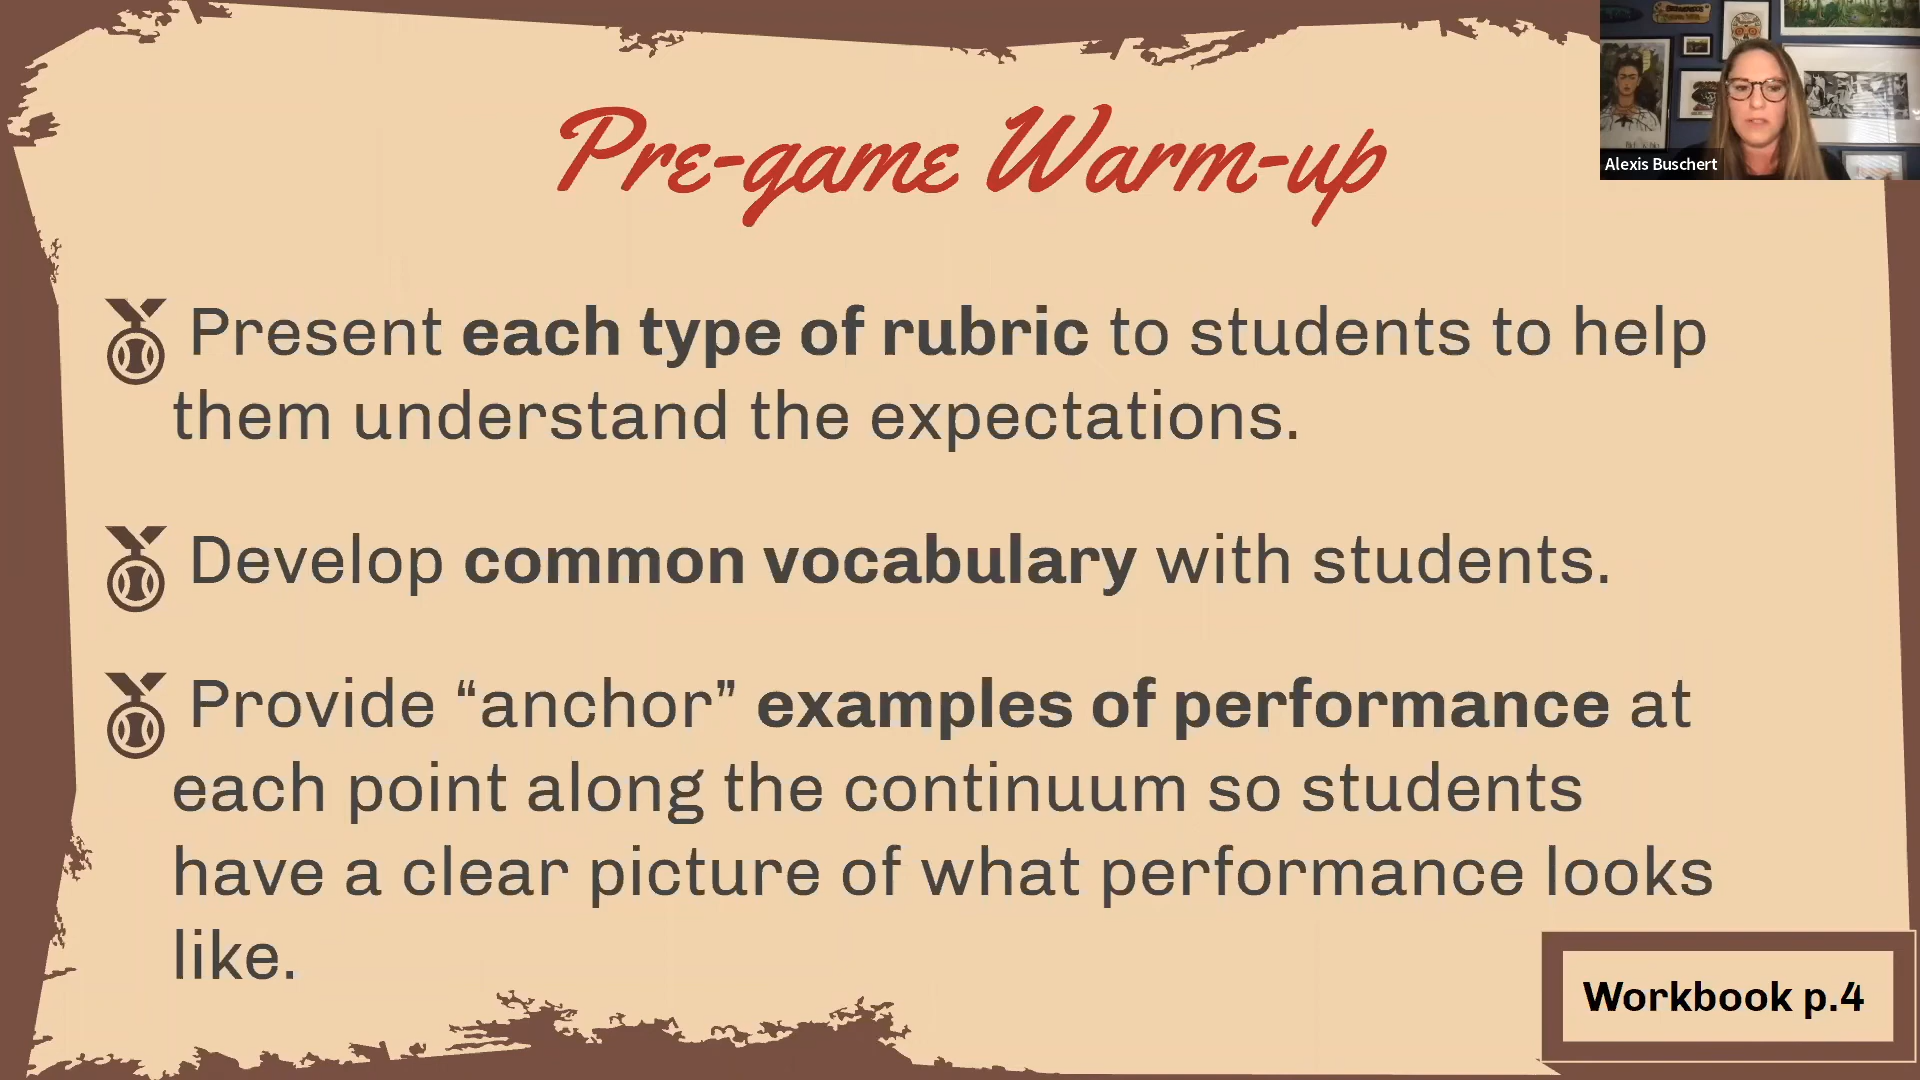 Pre-game Warm-up
Alexis Buschert
Present each type of rubric to students to help
them understand the expectations.
Develop common vocabulary with students.
Provide “anchor” examples of performance at
each point along the continuum so students
have a clear picture of what performance looks
like.
Workbook p.4